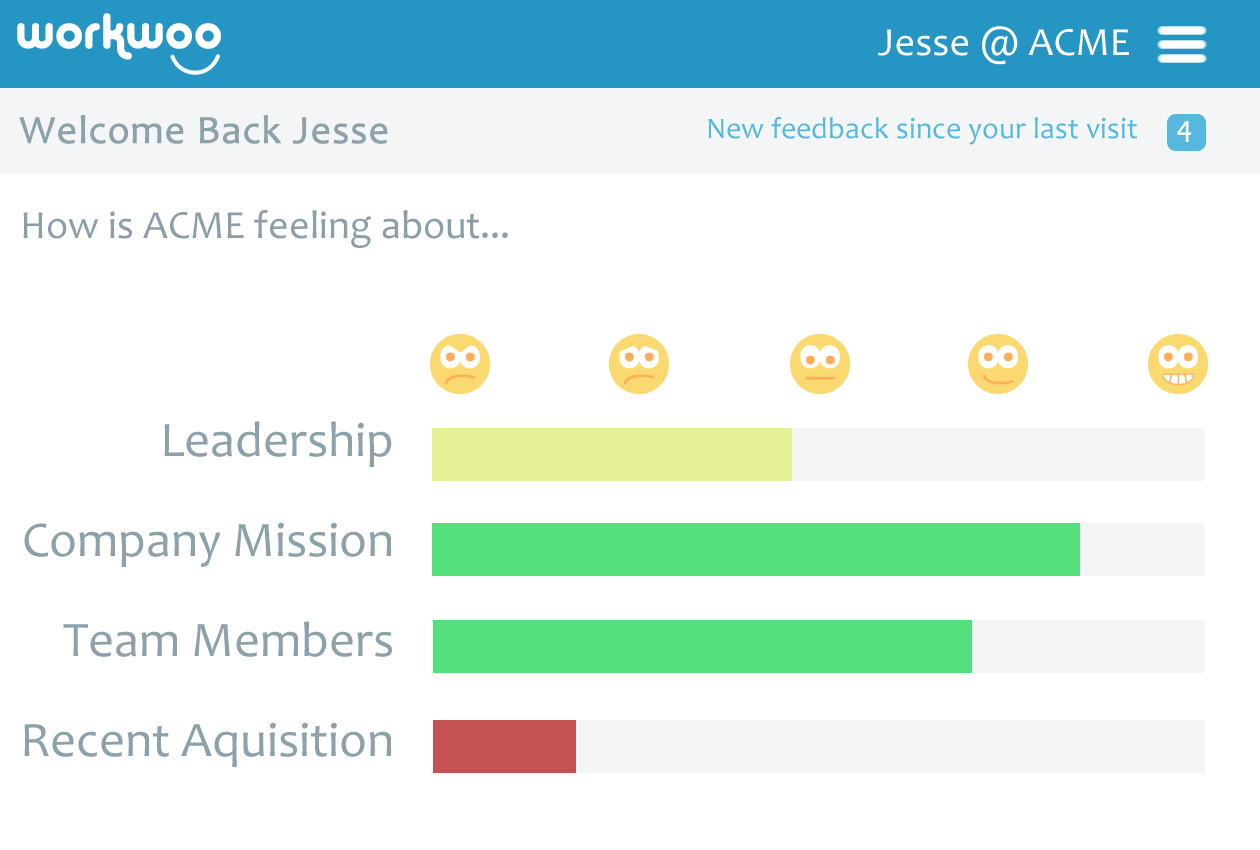 workwoo
Jesse @ ACME
Welcome Back Jesse
New feedback since your last visit 4
How is ACME feeling about...
Leadership
Company Mission
Team Members
Recent Aquisition